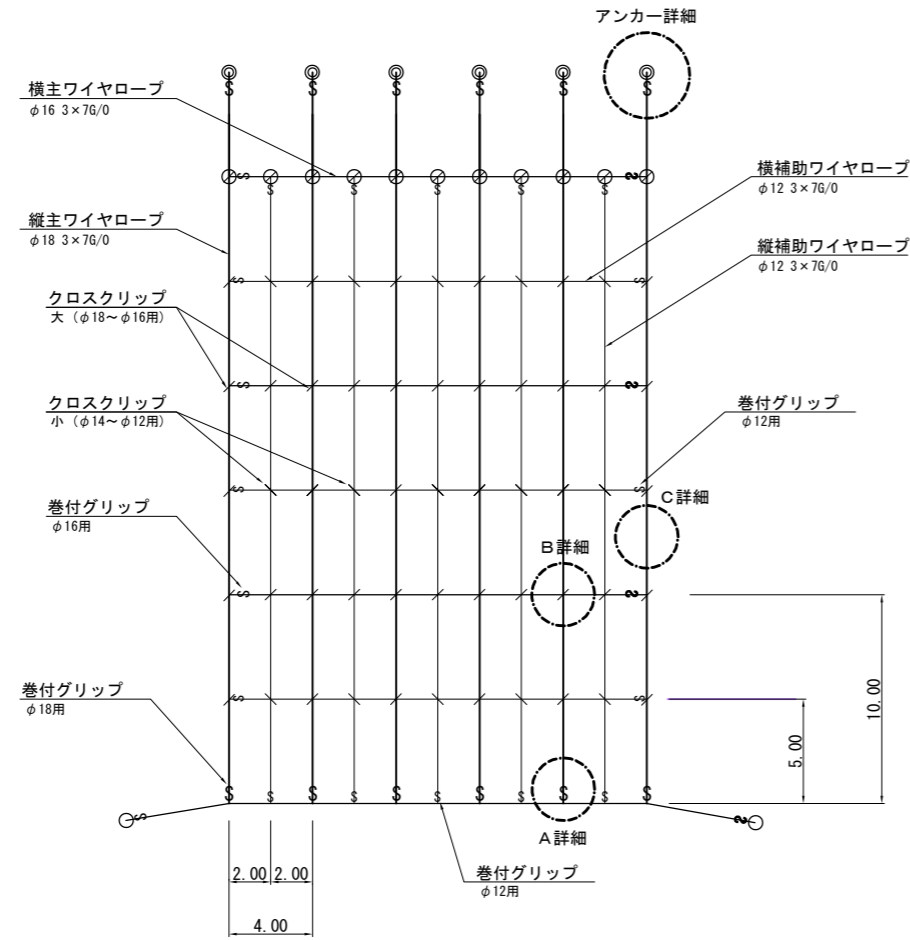 アンカー詳細
横主ワイヤロープ
φ16 3×7G/0
横補助ワイヤロープ
φ12 3×7G/0
縦主ワイヤロープ
φ18 3×7G/0
縦補助ワイヤロープ
φ12 3×7G/0
クロスクリップ
大（φ18～φ16用）
クロスクリップ
小（φ14～φ12用）
巻付グリップ
φ12用
C詳細
巻付グリップ
φ16用
B詳細
巻付グリップ
φ18用
10.00
5.00
A詳細
巻付グリップ
φ12用
2.00 2.00
4.00